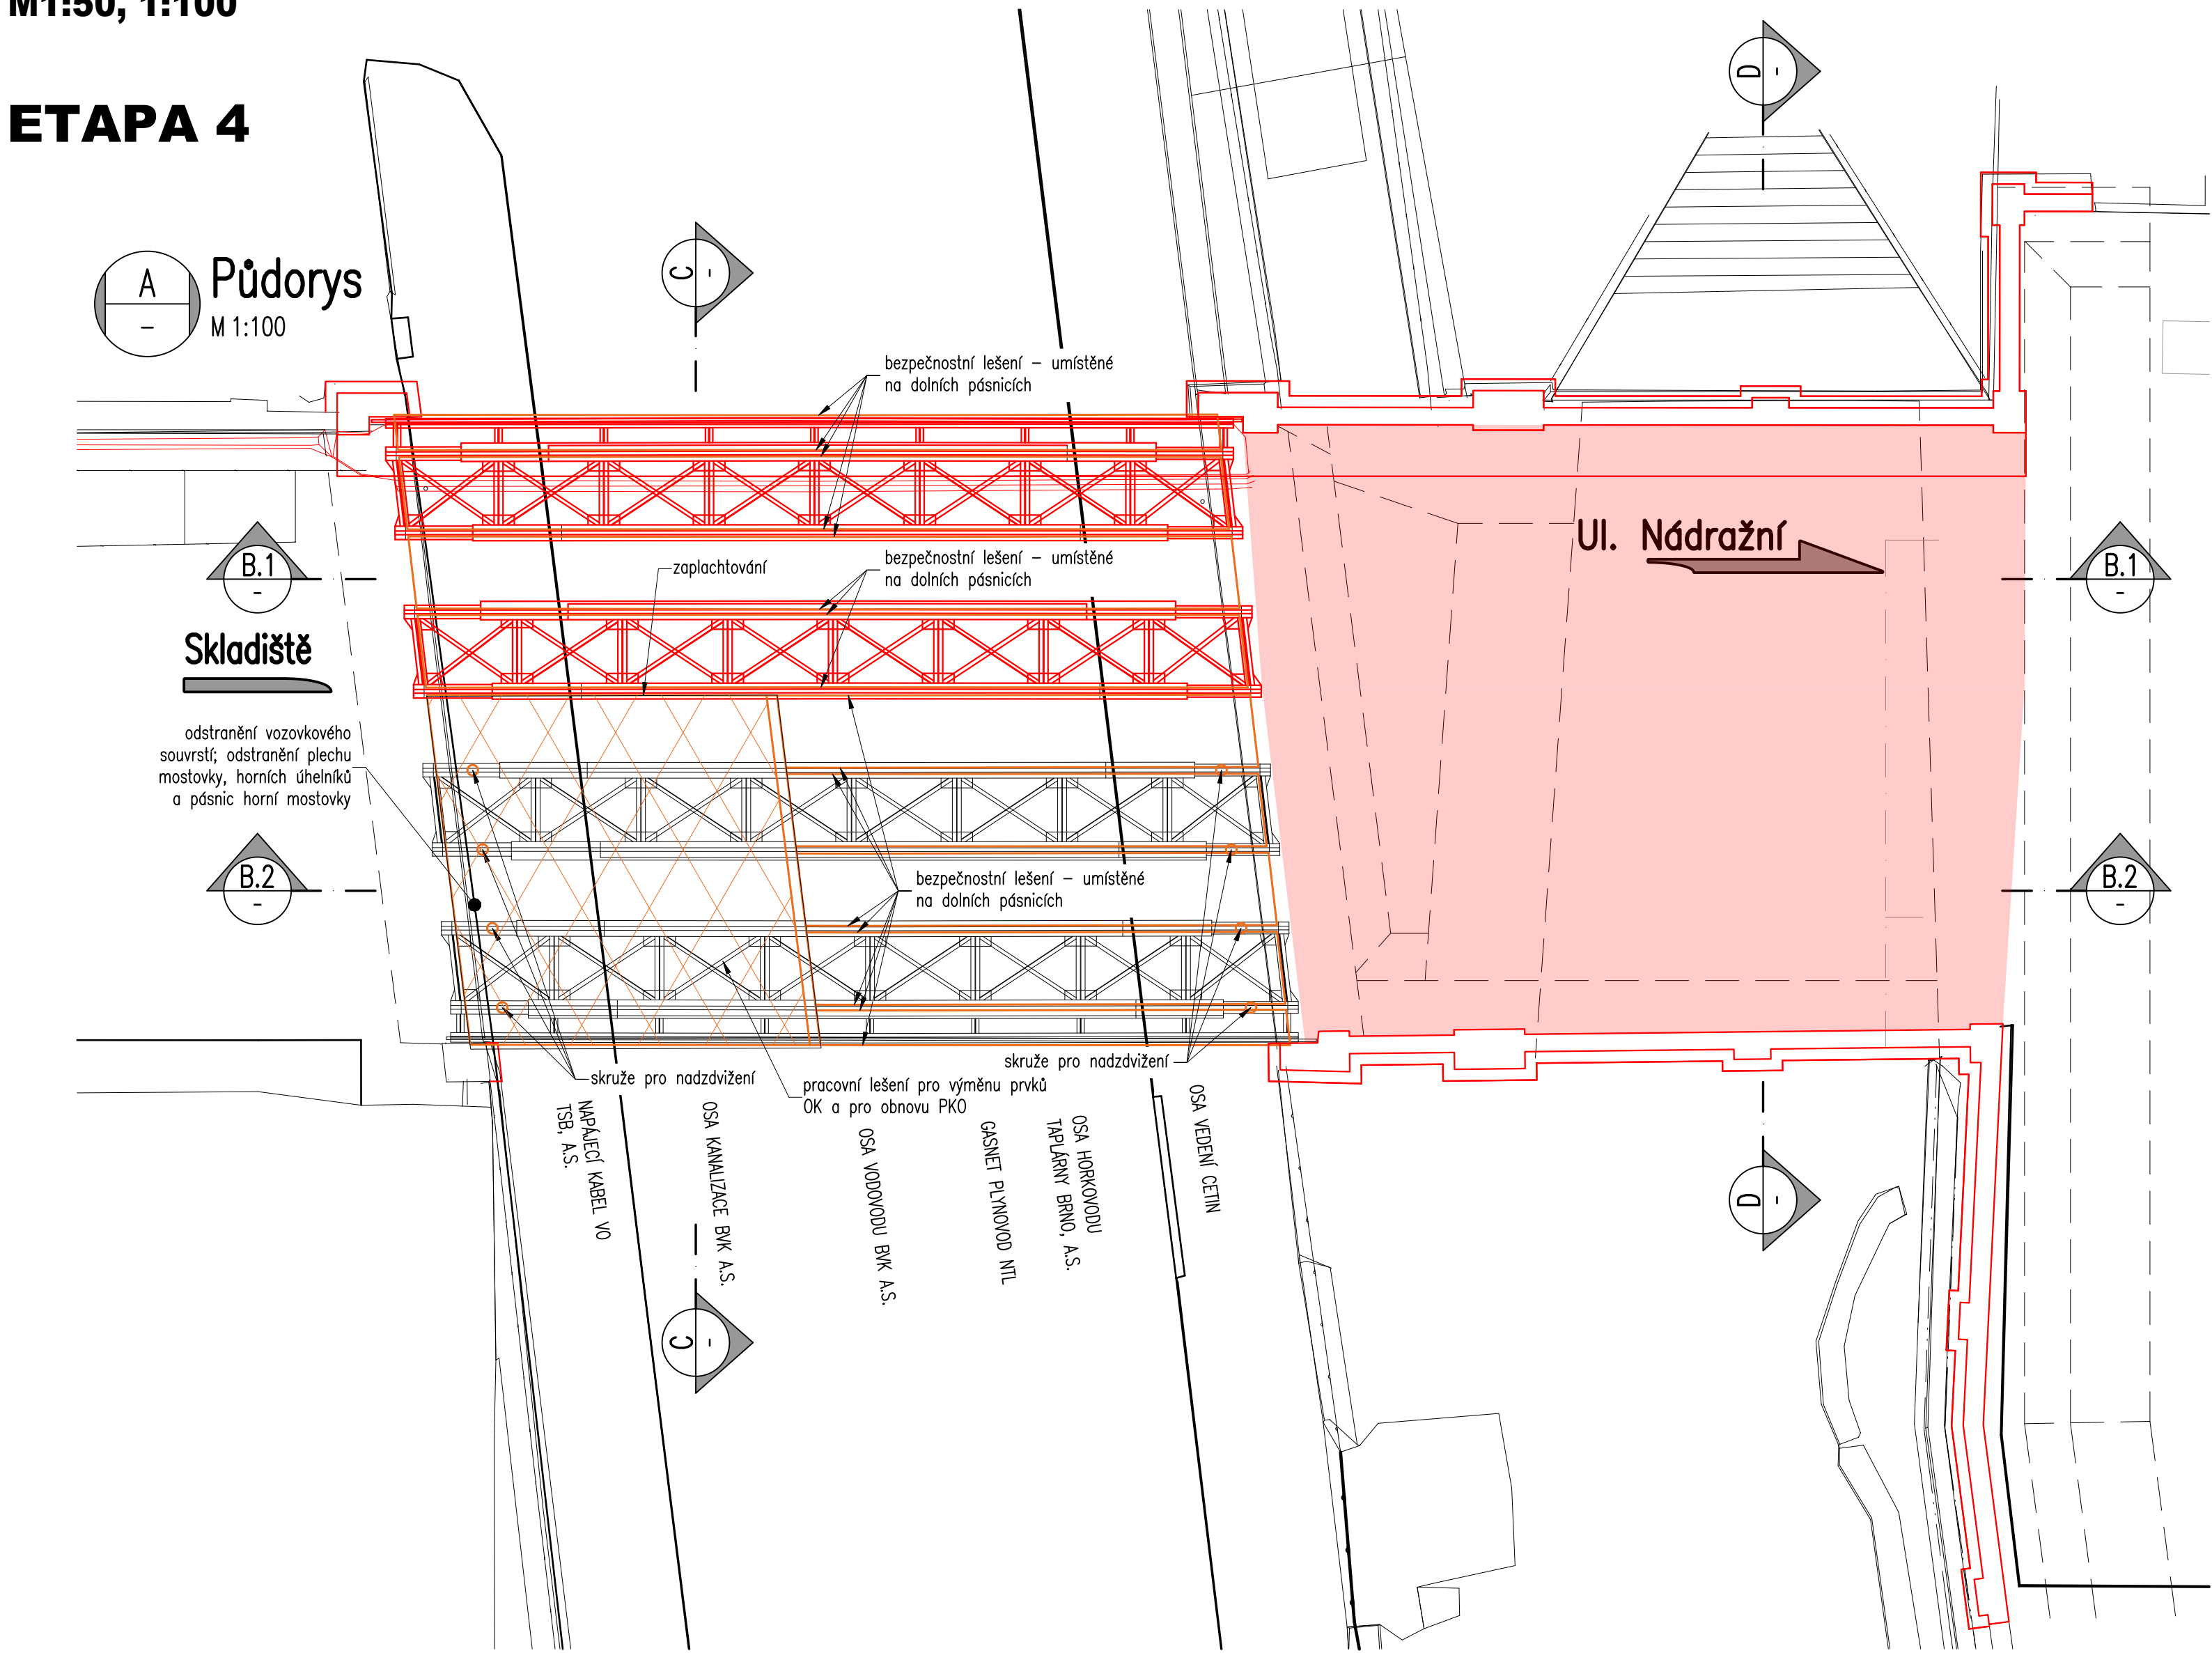 M1:50, 1:100
ETAPA 4
A
-
Půdorys
M 1:100
C
-
D
-
bezpečnostní lešení – umístěné
na dolních pásnicích
B.1
-
zaplachtování
bezpečnostní lešení – umístěné
na dolních pásnicích
Ul. Nádražní
B.1
-
Skladiště
odstranění vozovkového
souvrstí; odstranění plechu
mostovky, horních úhelníků
a pásnic horní mostovky
B.2
-
bezpečnostní lešení – umístěné
na dolních pásnicích
B.2
-
skruže pro nadzdvižení
skruže pro nadzdvižení
pracovní lešení pro výměnu prvků
OK a pro obnovu PKO
NAPÁJECÍ KABEL VO
TSB, A.S.
OSA KANALIZACE BVK A.S.
OSA VODOVODU BVK A.S.
GASNET PLYNOVOD NTL
OSA HORKOVODU
TAPLÁRNY BRNO, A.S.
OSA VEDENÍ CETIN
D
-
C
-